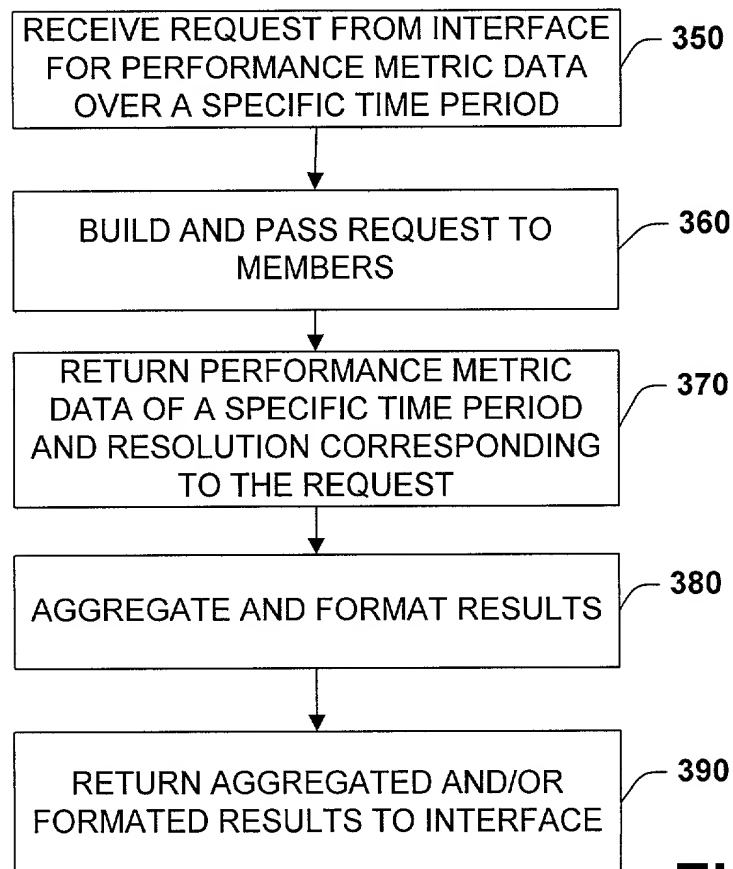 RECEIVE REQUEST FROM INTERFACE
FOR PERFORMANCE METRIC DATA
OVER A SPECIFIC TIME PERIOD
350
BUILD AND PASS REQUEST TO
MEMBERS
360
RETURN PERFORMANCE METRIC
DATA OF A SPECIFIC TIME PERIOD
AND RESOLUTION CORRESPONDING
TO THE REQUEST
370
AGGREGATE AND FORMAT RESULTS
380
RETURN AGGREGATED AND/OR
FORMATED RESULTS TO INTERFACE
390